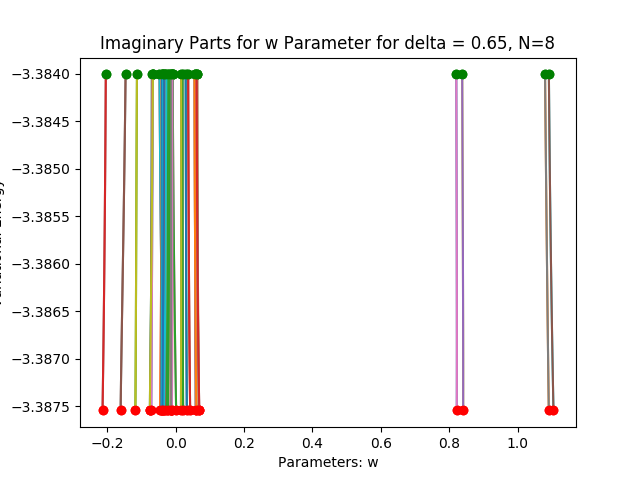 Imaginary Parts for w Parameter for delta = 0.65, N=8
−3.3840
−3.3845
−3.3850
−3.3855
−3.3860
−3.3865
−3.3870
−3.3875
−0.2 0.0 0.2 0.4 0.6 0.8 1.0
Parameters: w